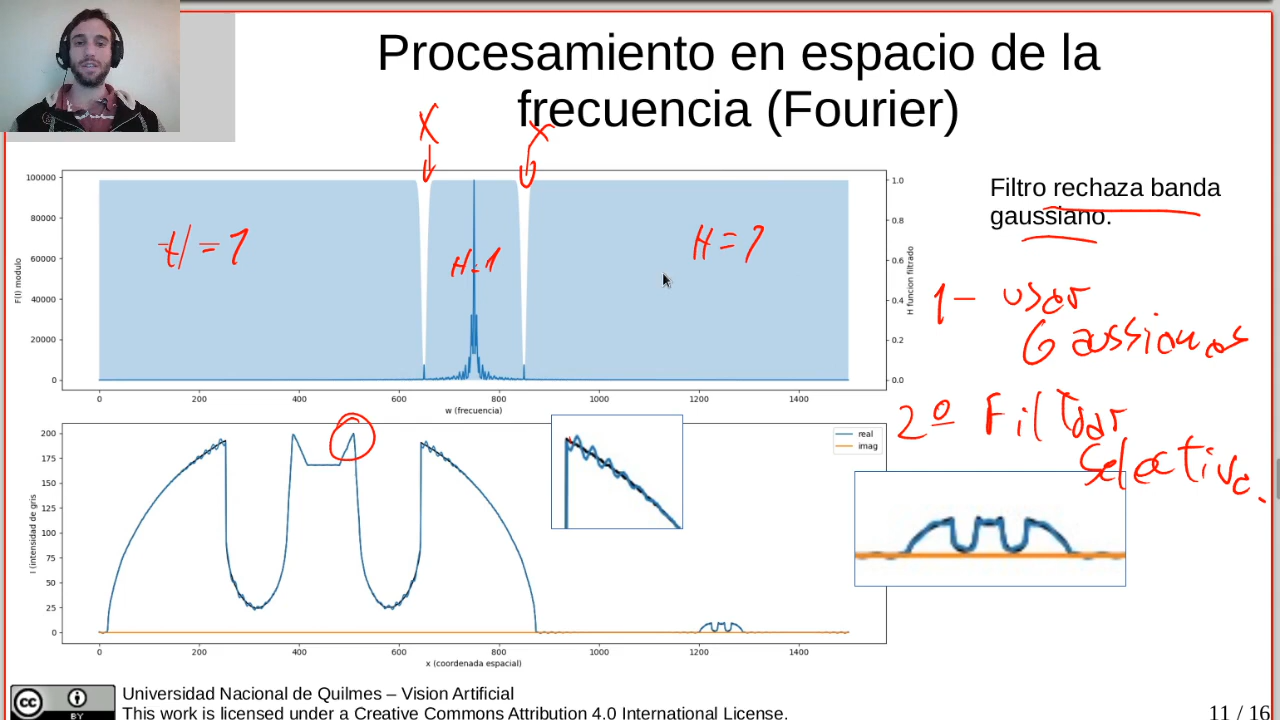 Procesamiento en espacio de la
frecuencia (Fourier)
X
X
Filtro rechaza banda
gaussiano.
100000
80000
60000
40000
20000
0
F(I) modulo
1.0
0.8
0.6
0.4
0.2
0.0
H funcion filtrado
H=1
H=1
H=1
0
200
400
600
800
1000
1200
1400
w (frecuencia)
1- usar
Gaussianos
2º Filtrar
selectivo.
200
175
150
125
100
75
50
25
0
I (intensidad de gris)
real
imag
0
200
400
600
800
1000
1200
1400
x (coordenada espacial)
cc
BY
Universidad Nacional de Quilmes – Vision Artificial
This work is licensed under a Creative Commons Attribution 4.0 International License.
11 / 16